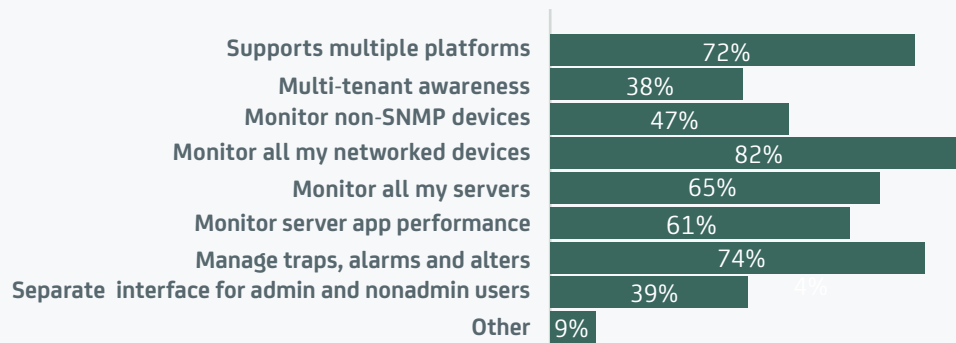 Supports multiple platforms 72%
Multi-tenant awareness 38%
Monitor non-SNMP devices 47%
Monitor all my networked devices 82%
Monitor all my servers 65%
Monitor server app performance 61%
Manage traps, alarms and alters 74%
Separate interface for admin and nonadmin users 39% 4%
Other 9%